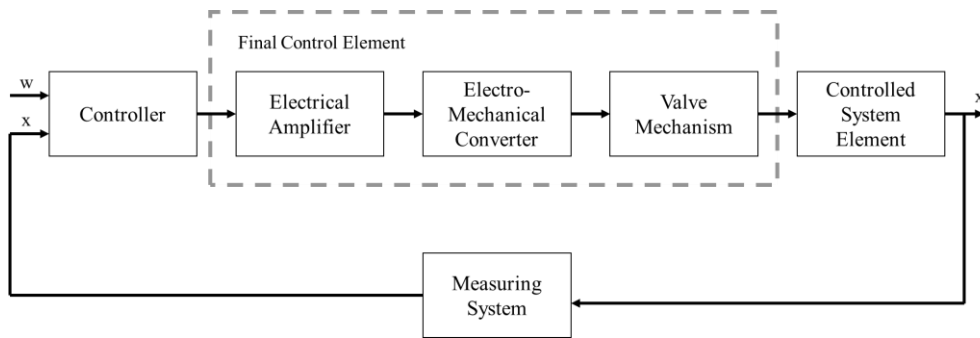 Final Control Element
w
x
Controller
Electrical
Amplifier
Electro-
Mechanical
Converter
Valve
Mechanism
Controlled
System
Element
x
Measuring
System